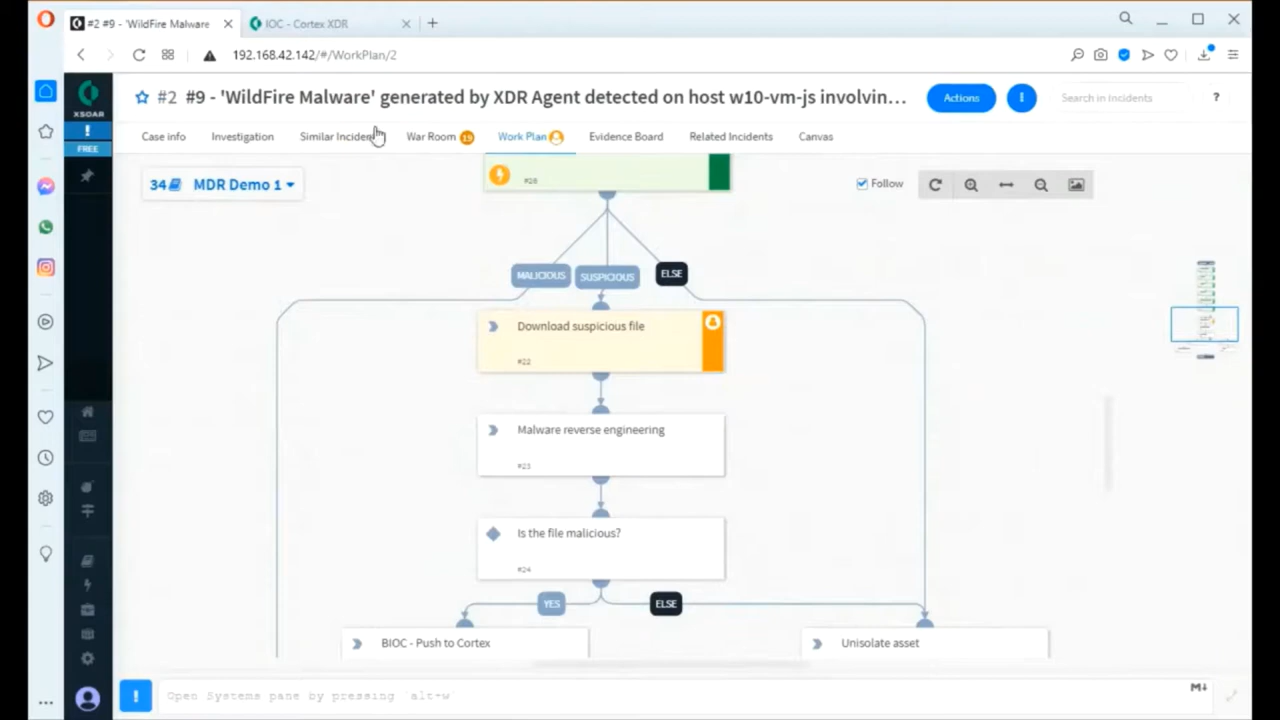 #2 #9 - 'WildFire Malware
IOC - Cortex XDR
192.168.42.142/#/WorkPlan/2
XSOAR
FREE
#2 #9 - 'WildFire Malware' generated by XDR Agent detected on host w10-vm-js involvin...
Actions
Search in Incidents
?
Case info
Investigation
Similar Inciden
War Room 19
Work Plan
Evidence Board
Related Incidents
Canvas
34 MDR Demo 1
Follow
#28
MALICIOUS
SUSPICIOUS
ELSE
Download suspicious file
#22
Malware reverse engineering
#23
Is the file malicious?
#24
YES
ELSE
BIOC - Push to Cortex
Unisolate asset
! Open Systems pane by pressing `alt-w`
M↓